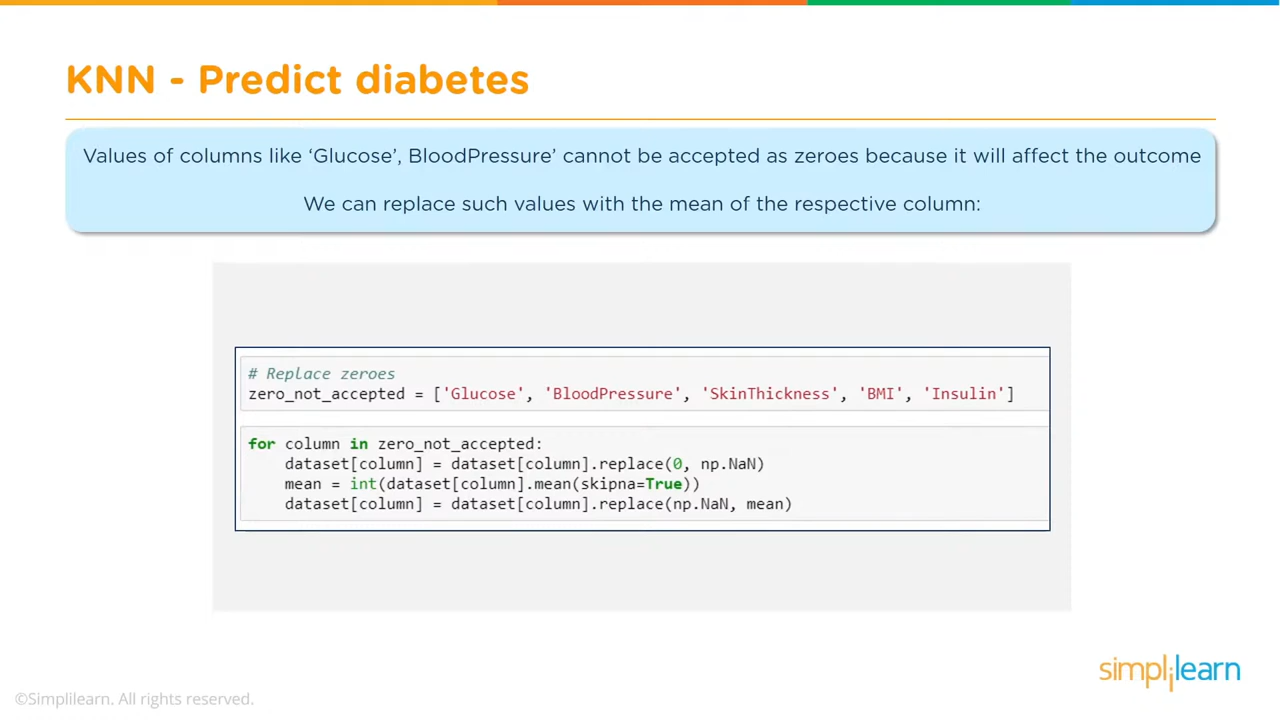 KNN - Predict diabetes
Values of columns like ‘Glucose’, BloodPressure’ cannot be accepted as zeroes because it will affect the outcome
We can replace such values with the mean of the respective column:
# Replace zeroes
zero_not_accepted = ['Glucose', 'BloodPressure', 'SkinThickness', 'BMI', 'Insulin']
for column in zero_not_accepted:
    dataset[column] = dataset[column].replace(0, np.NaN)
    mean = int(dataset[column].mean(skipna=True))
    dataset[column] = dataset[column].replace(np.NaN, mean)
simplilearn
©Simplilearn. All rights reserved.